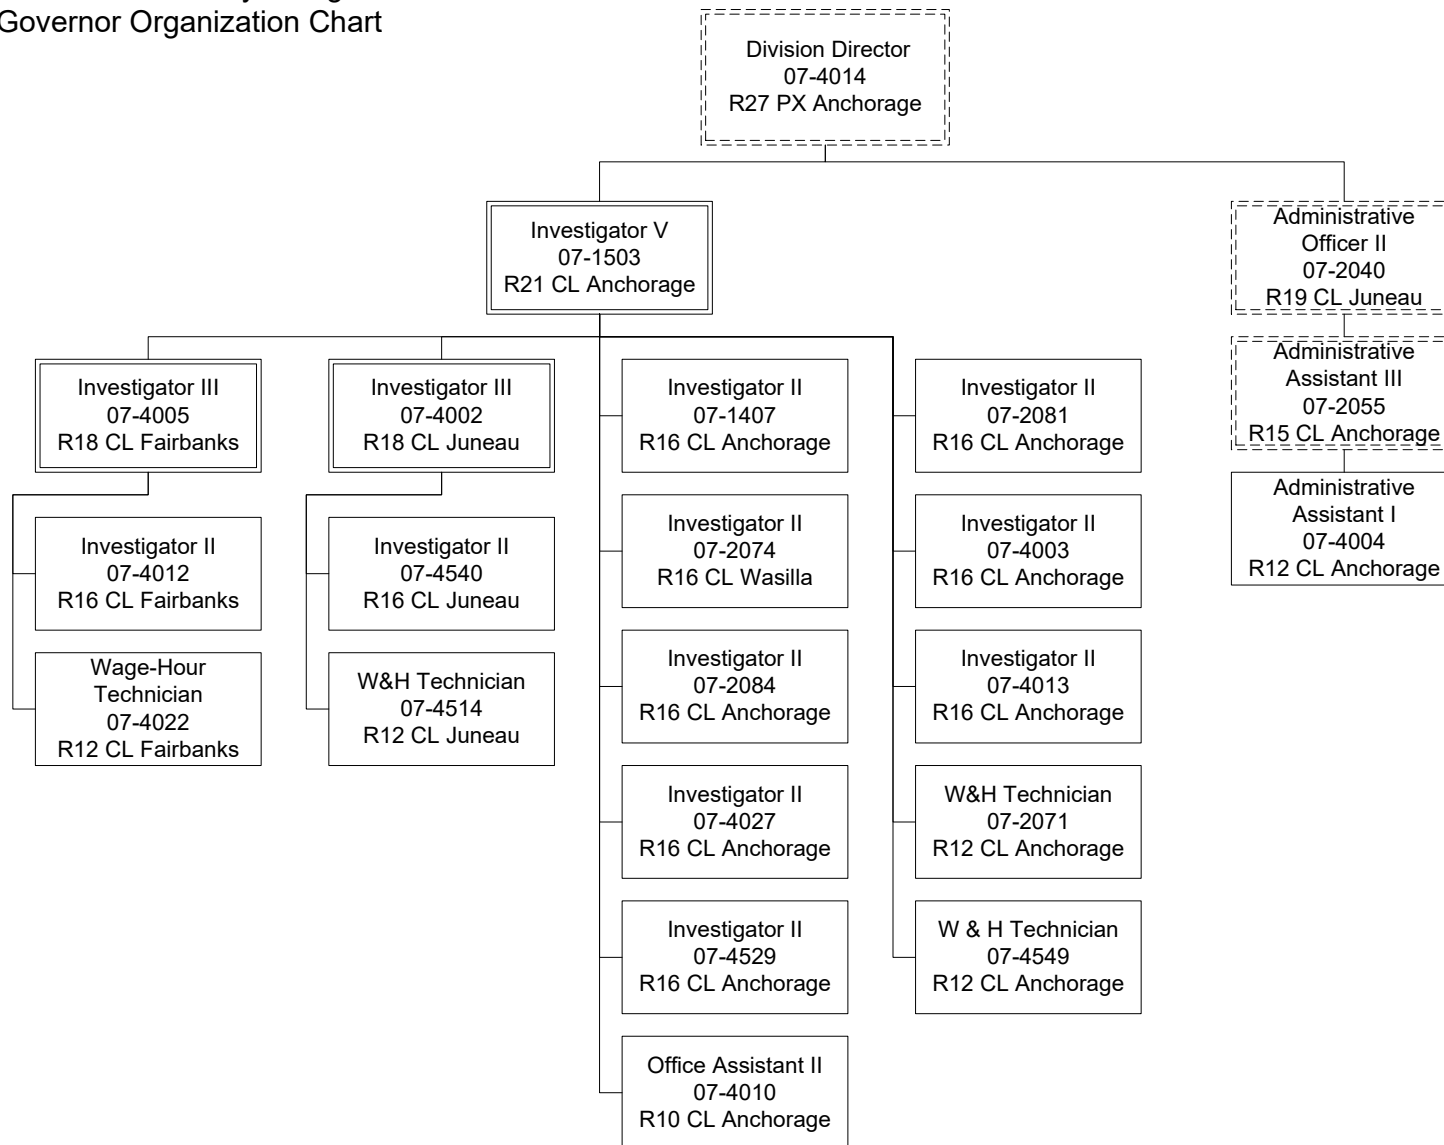 Governor Organization Chart
Division Director
07-4014
R27 PX Anchorage
Investigator V
07-1503
R21 CL Anchorage
Administrative
Officer II
07-2040
R19 CL Juneau
Investigator III
07-4005
R18 CL Fairbanks
Investigator III
07-4002
R18 CL Juneau
Investigator II
07-1407
R16 CL Anchorage
Investigator II
07-2081
R16 CL Anchorage
Administrative
Assistant III
07-2055
R15 CL Anchorage
Investigator II
07-4012
R16 CL Fairbanks
Investigator II
07-4540
R16 CL Juneau
Investigator II
07-2074
R16 CL Wasilla
Investigator II
07-4003
R16 CL Anchorage
Administrative
Assistant I
07-4004
R12 CL Anchorage
Wage-Hour
Technician
07-4022
R12 CL Fairbanks
W&H Technician
07-4514
R12 CL Juneau
Investigator II
07-2084
R16 CL Anchorage
Investigator II
07-4013
R16 CL Anchorage
Investigator II
07-4027
R16 CL Anchorage
W&H Technician
07-2071
R12 CL Anchorage
Investigator II
07-4529
R16 CL Anchorage
W & H Technician
07-4549
R12 CL Anchorage
Office Assistant II
07-4010
R10 CL Anchorage